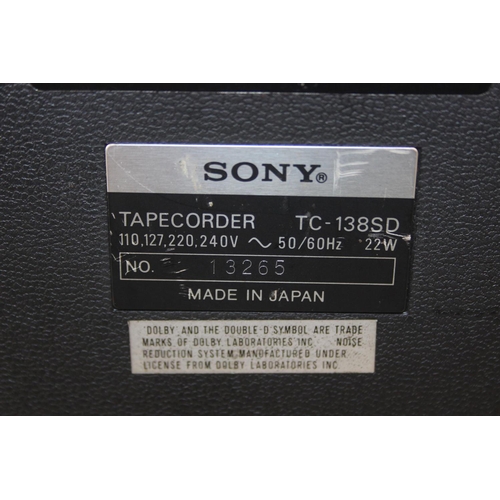 SONY®
TAPECORDER TC-138SD
110,127,220,240V ~ 50/60Hz 22W
NO. 13265
MADE IN JAPAN
DOLBY AND THE DOUBLE-D SYMBOL ARE TRADE
MARKS OF DOLBY LABORATORIES INC NOISE
REDUCTION SYSTEM MANUFACTURED UNDER
LICENSE FROM DOLBY LABORATORIES INC.